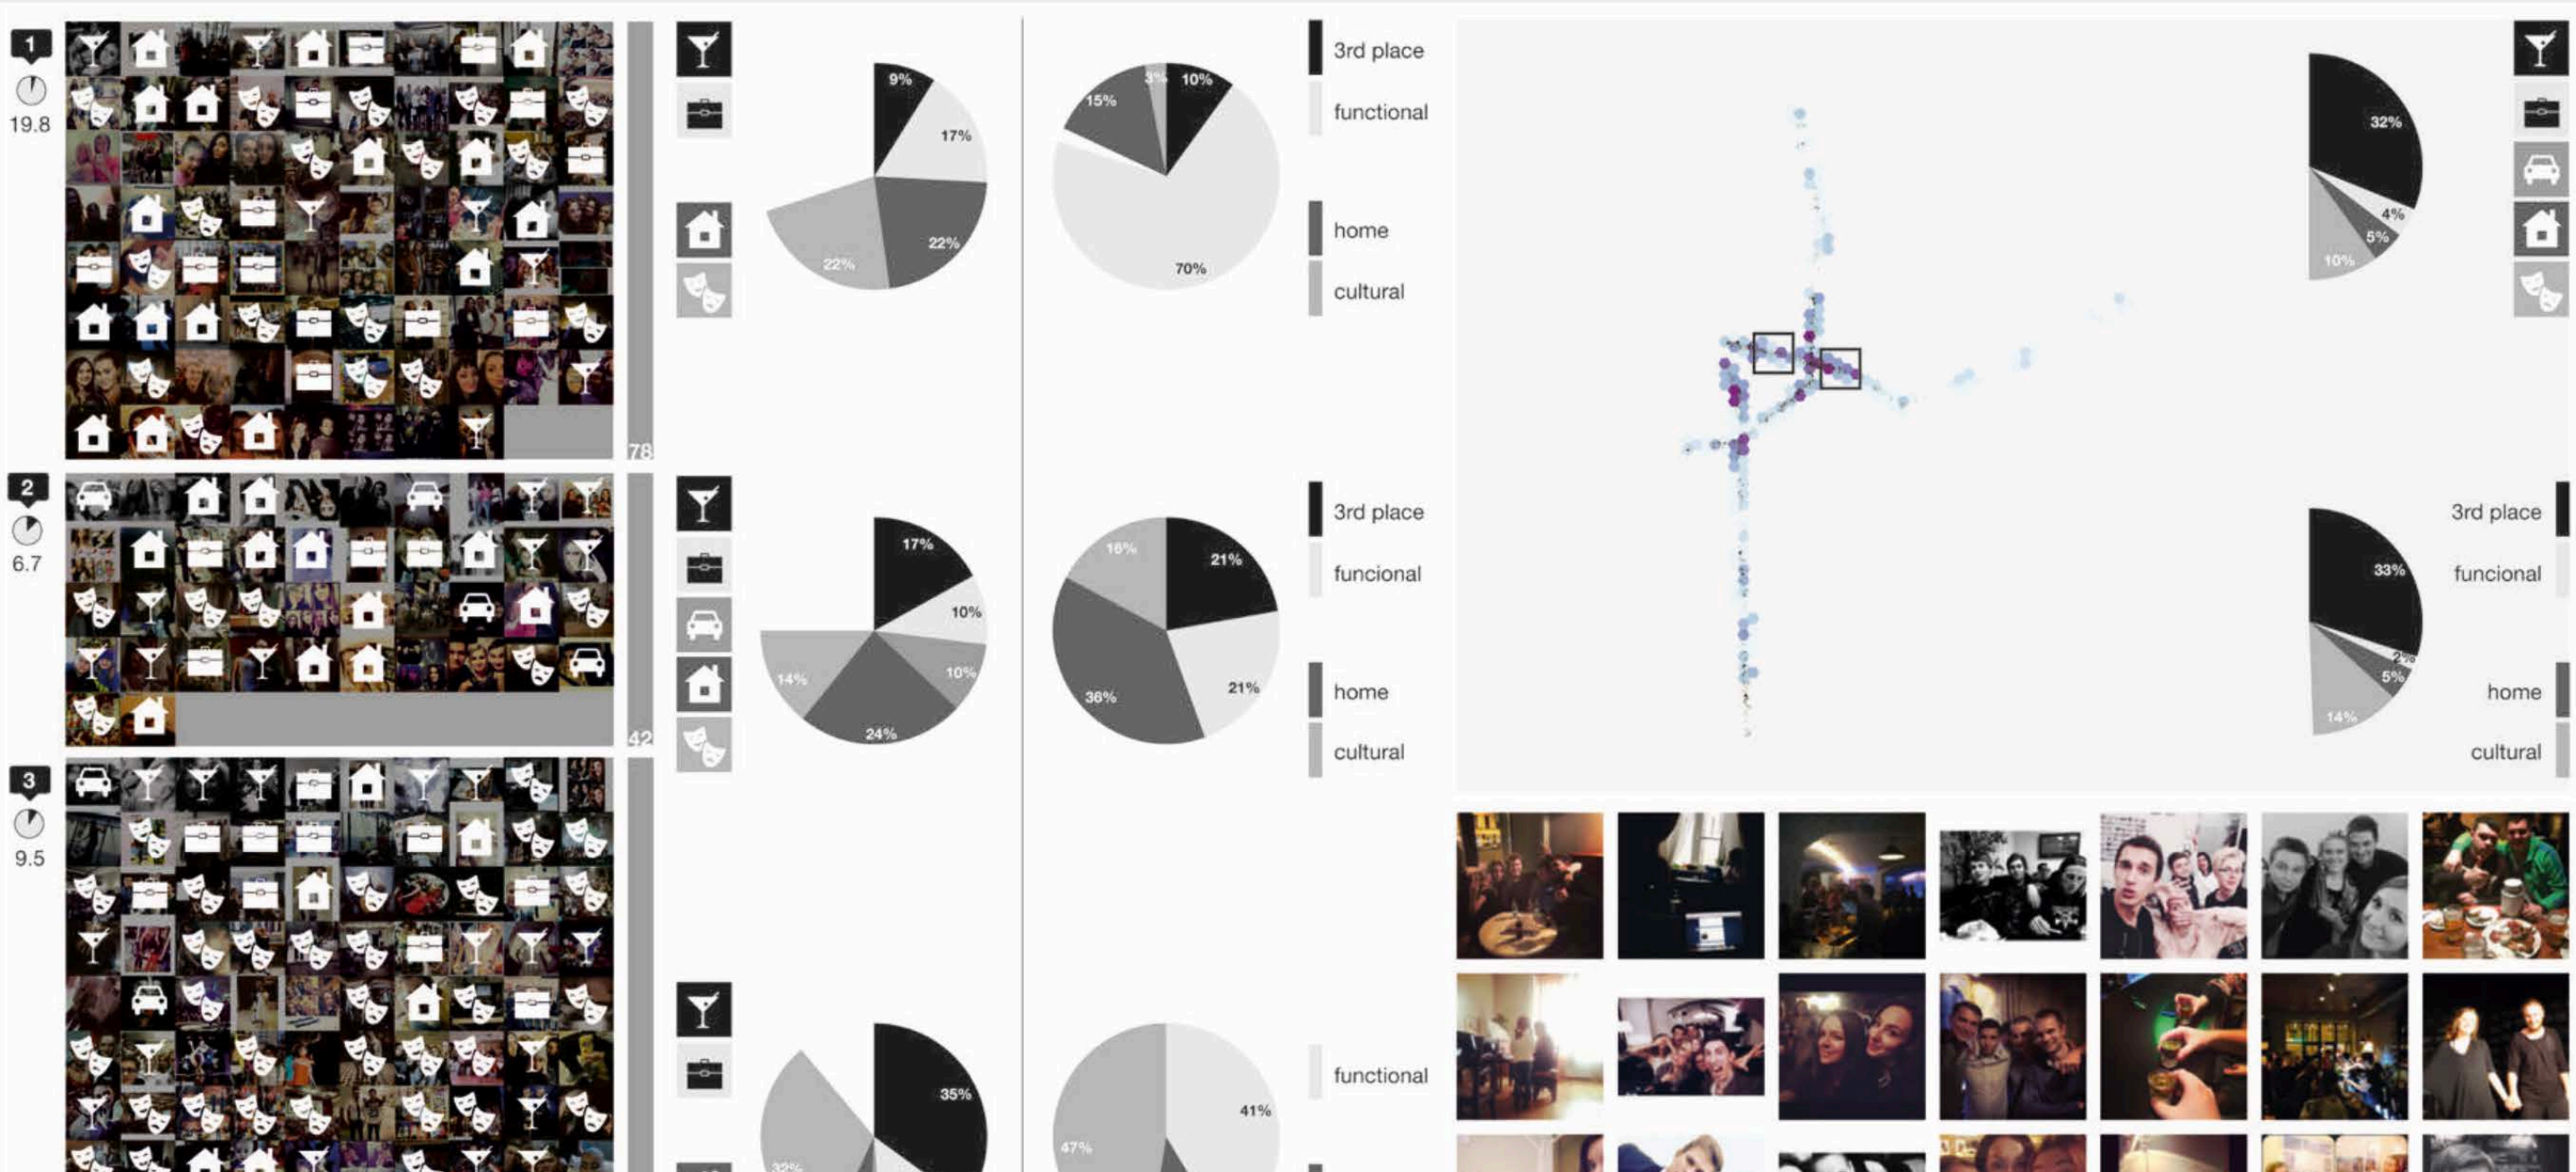 1
19.8
78
9%
17%
22%
22%
3%
10%
15%
70%
3rd place
functional
home
cultural
32%
4%
5%
10%
2
6.7
42
17%
10%
10%
24%
14%
16%
21%
21%
36%
3rd place
funcional
home
cultural
33%
2%
5%
14%
3rd place
funcional
home
cultural
3
9.5
35%
32%
41%
47%
functional